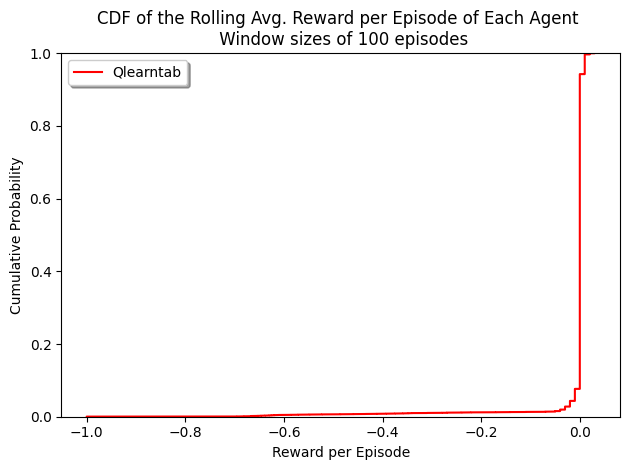 CDF of the Rolling Avg. Reward per Episode of Each Agent
Window sizes of 100 episodes
Qlearntab
Cumulative Probability
1.0
0.8
0.6
0.4
0.2
0.0
−1.0 −0.8 −0.6 −0.4 −0.2 0.0
Reward per Episode